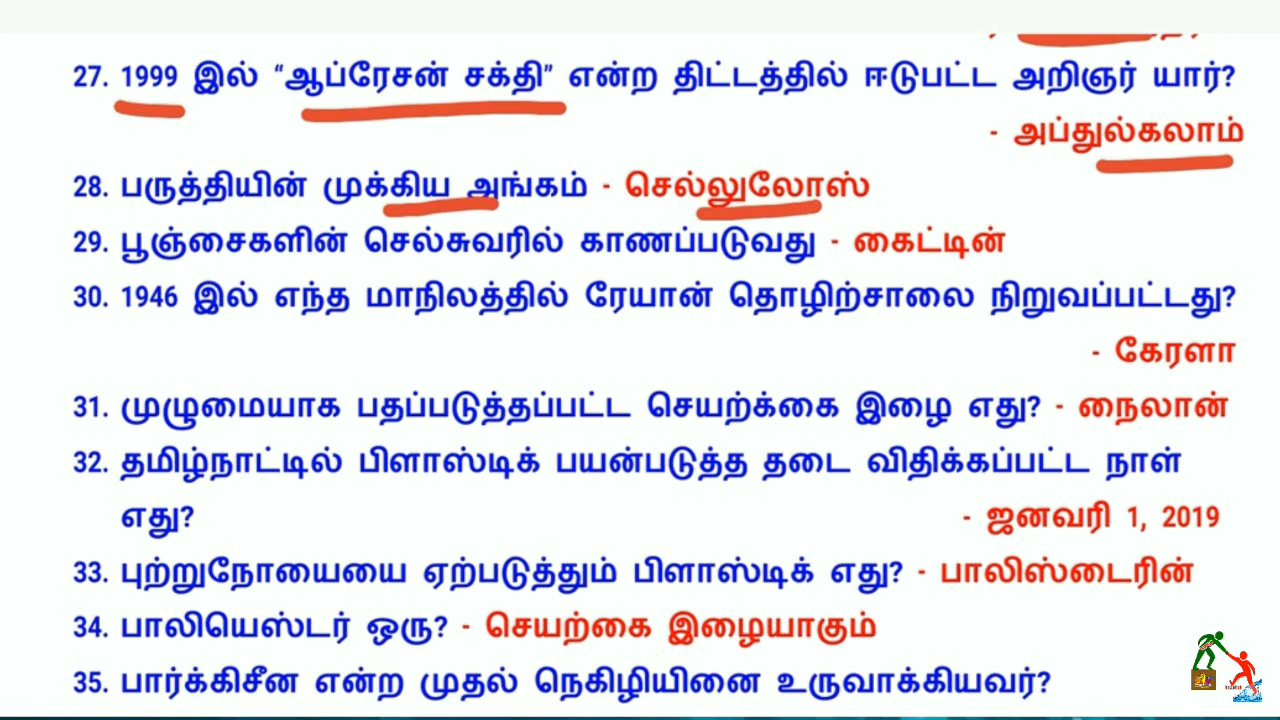 27. 1999 இல் “ஆப்ரேசன் சக்தி” என்ற திட்டத்தில் ஈடுபட்ட அறிஞர் யார்?
- அப்துல்கலாம்
28. பருத்தியின் முக்கிய அங்கம் - செல்லுலோஸ்
29. பூஞ்சைகளின் செல்சுவரில் காணப்படுவது - கைட்டின்
30. 1946 இல் எந்த மாநிலத்தில் ரேயான் தொழிற்சாலை நிறுவப்பட்டது?
- கேரளா
31. முழுமையாக பதப்படுத்தப்பட்ட செயற்க்கை இழை எது? - நைலான்
32. தமிழ்நாட்டில் பிளாஸ்டிக் பயன்படுத்த தடை விதிக்கப்பட்ட நாள்
எது? - ஜனவரி 1, 2019
33. புற்றுநோயையை ஏற்படுத்தும் பிளாஸ்டிக் எது? - பாலிஸ்டைரின்
34. பாலியெஸ்டர் ஒரு? - செயற்கை இழையாகும்
35. பார்க்கிசீன என்ற முதல் நெகிழியினை உருவாக்கியவர்?